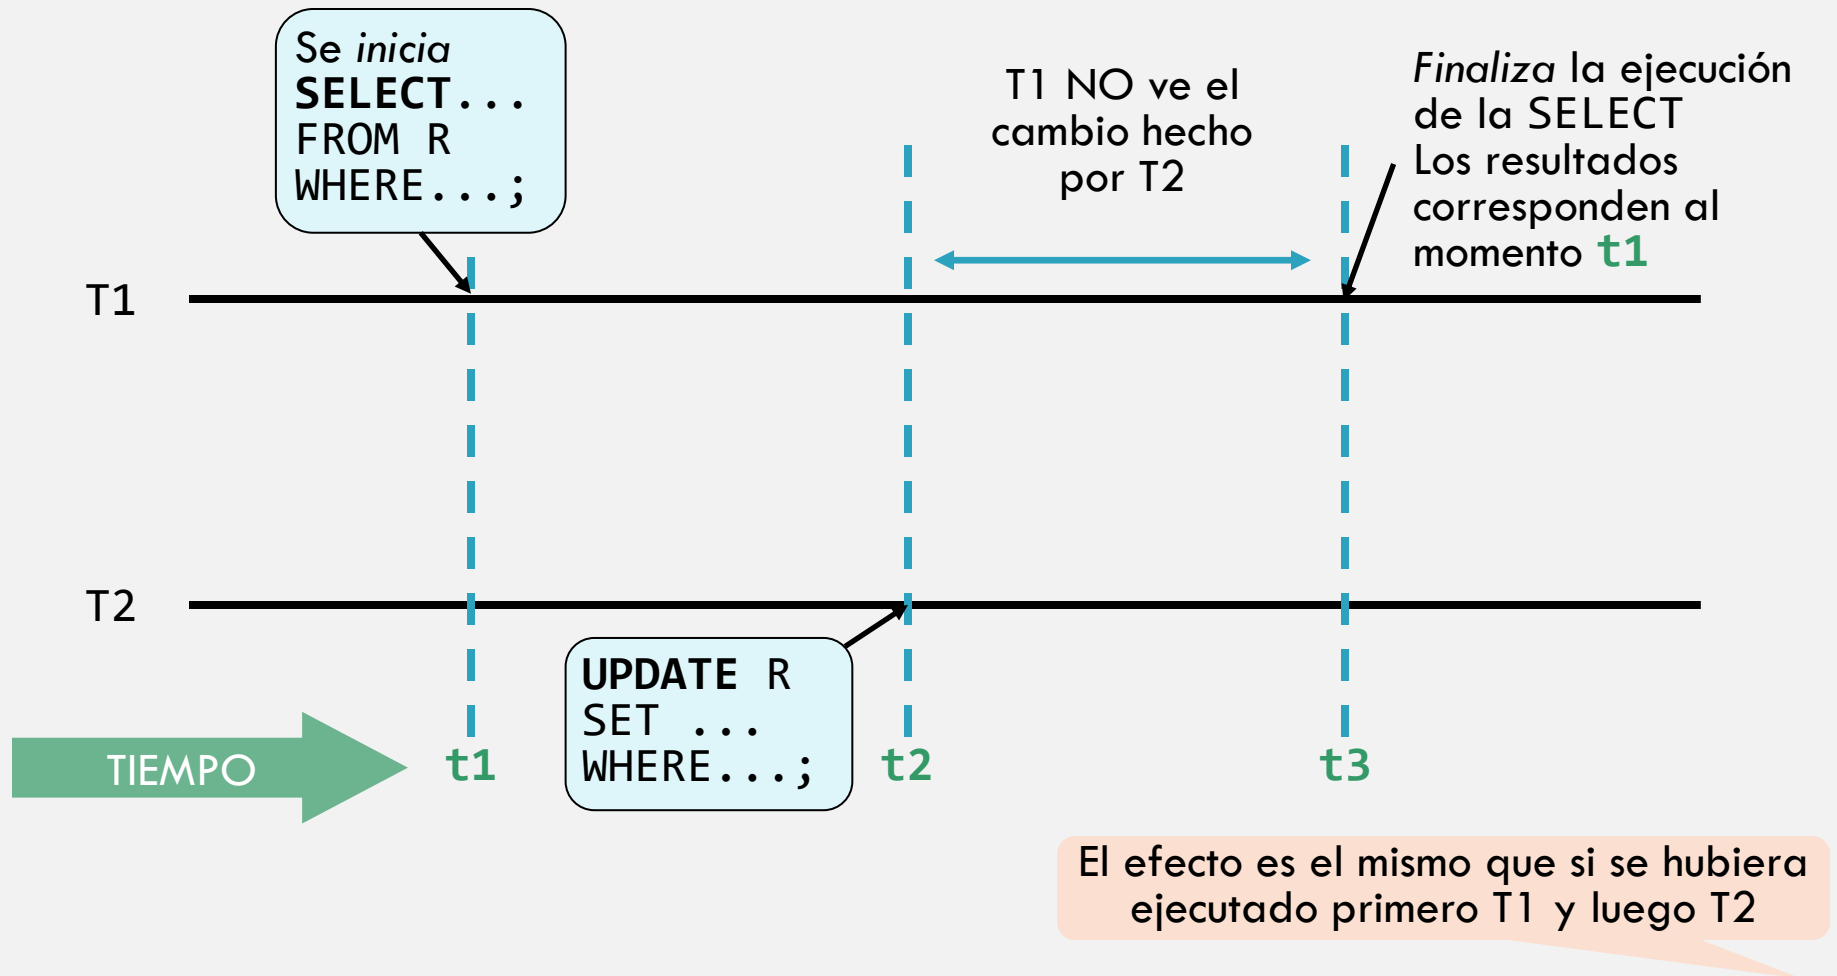 Se inicia
SELECT...
FROM R
WHERE...;
T1 NO ve el
cambio hecho
por T2
Finaliza la ejecución
de la SELECT
Los resultados
corresponden al
momento t1
T1
T2
UPDATE R
SET ...
WHERE...;
TIEMPO
t1
t2
t3
El efecto es el mismo que si se hubiera
ejecutado primero T1 y luego T2